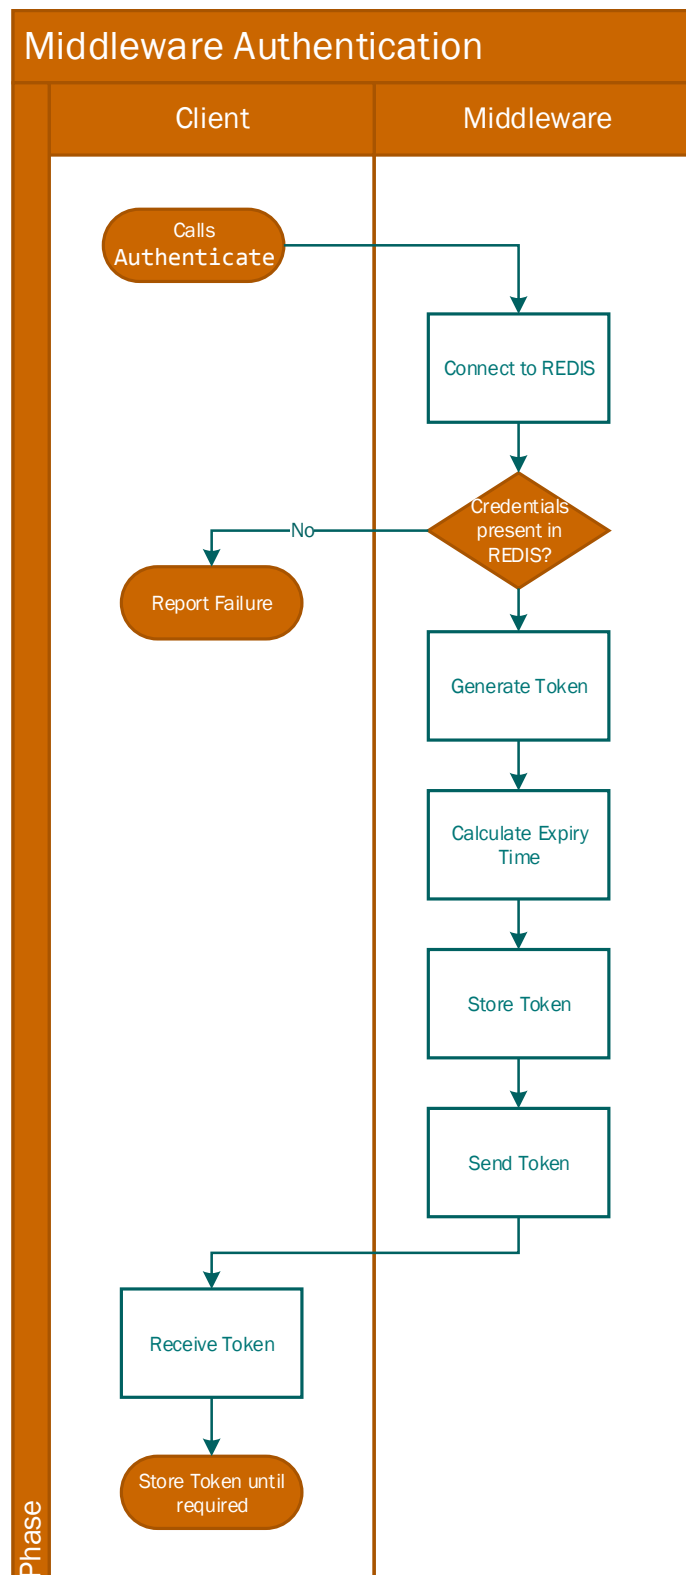 Middleware Authentication
Client
Middleware
Calls
Authenticate
Connect to REDIS
Credentials
present in
REDIS?
No
Report Failure
Generate Token
Calculate Expiry
Time
Store Token
Send Token
Receive Token
Store Token until
required
Phase